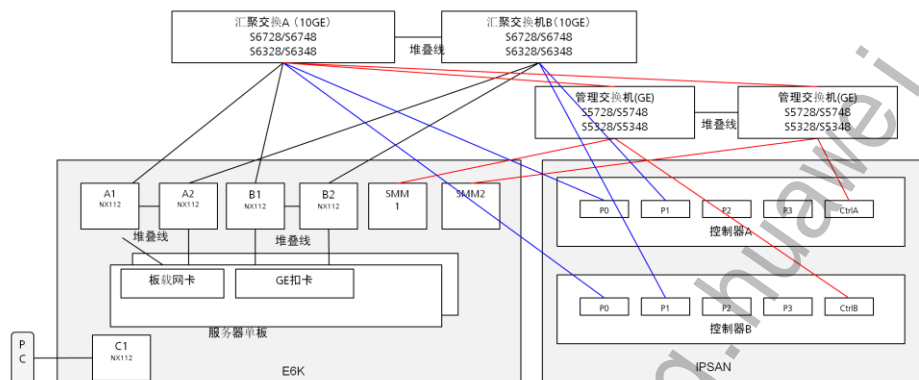 汇聚交换A（10GE）
S6728/S6748
S6328/S6348
堆叠线
汇聚交换机B（10GE）
S6728/S6748
S6328/S6348
管理交换机(GE)
S5728/S5748
S5328/S5348
堆叠线
管理交换机(GE)
S5728/S5748
S5328/S5348
A1
NX112
A2
NX112
B1
NX112
B2
NX112
SMM
1
SMM2
堆叠线
堆叠线
板载网卡
GE扣卡
服务器单板
P
C
C1
NX112
E6K
P0
P1
P2
P3
CtrlA
控制器A
P0
P1
P2
P3
CtrlB
控制器B
IPSAN
g.huawei